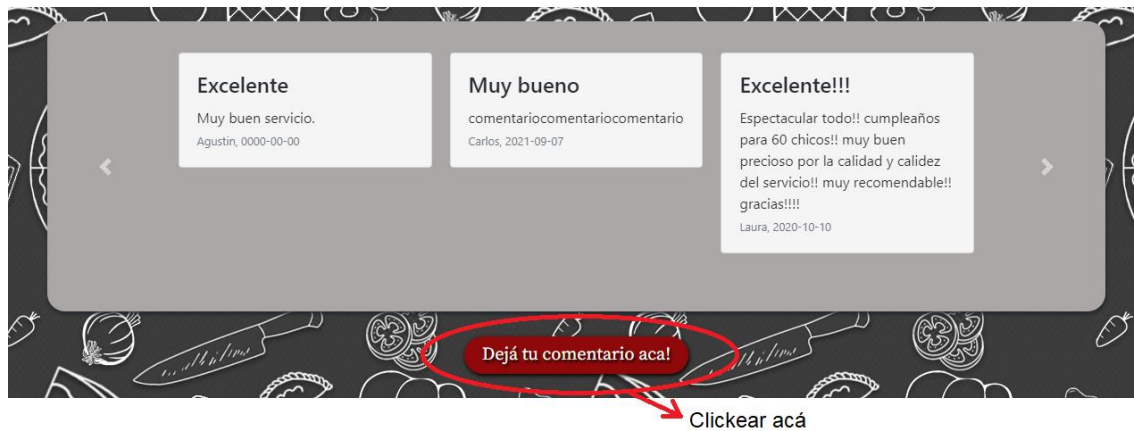 Excelente
Muy buen servicio.
Agustin, 0000-00-00
Muy bueno
comentariocomentariocomentario
Carlos, 2021-09-07
Excelente!!!
Espectacular todo!! cumpleaños
para 60 chicos!! muy buen
precioso por la calidad y calidez
del servicio!! muy recomendable!!
gracias!!!!
Laura, 2020-10-10
Dejá tu comentario aca!
Clickear acá